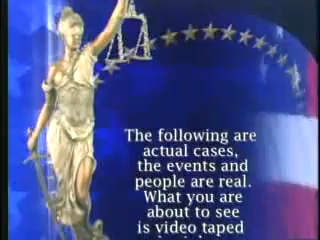 The following are
actual cases,
the events and
people are real.
What you are
about to see
is video taped